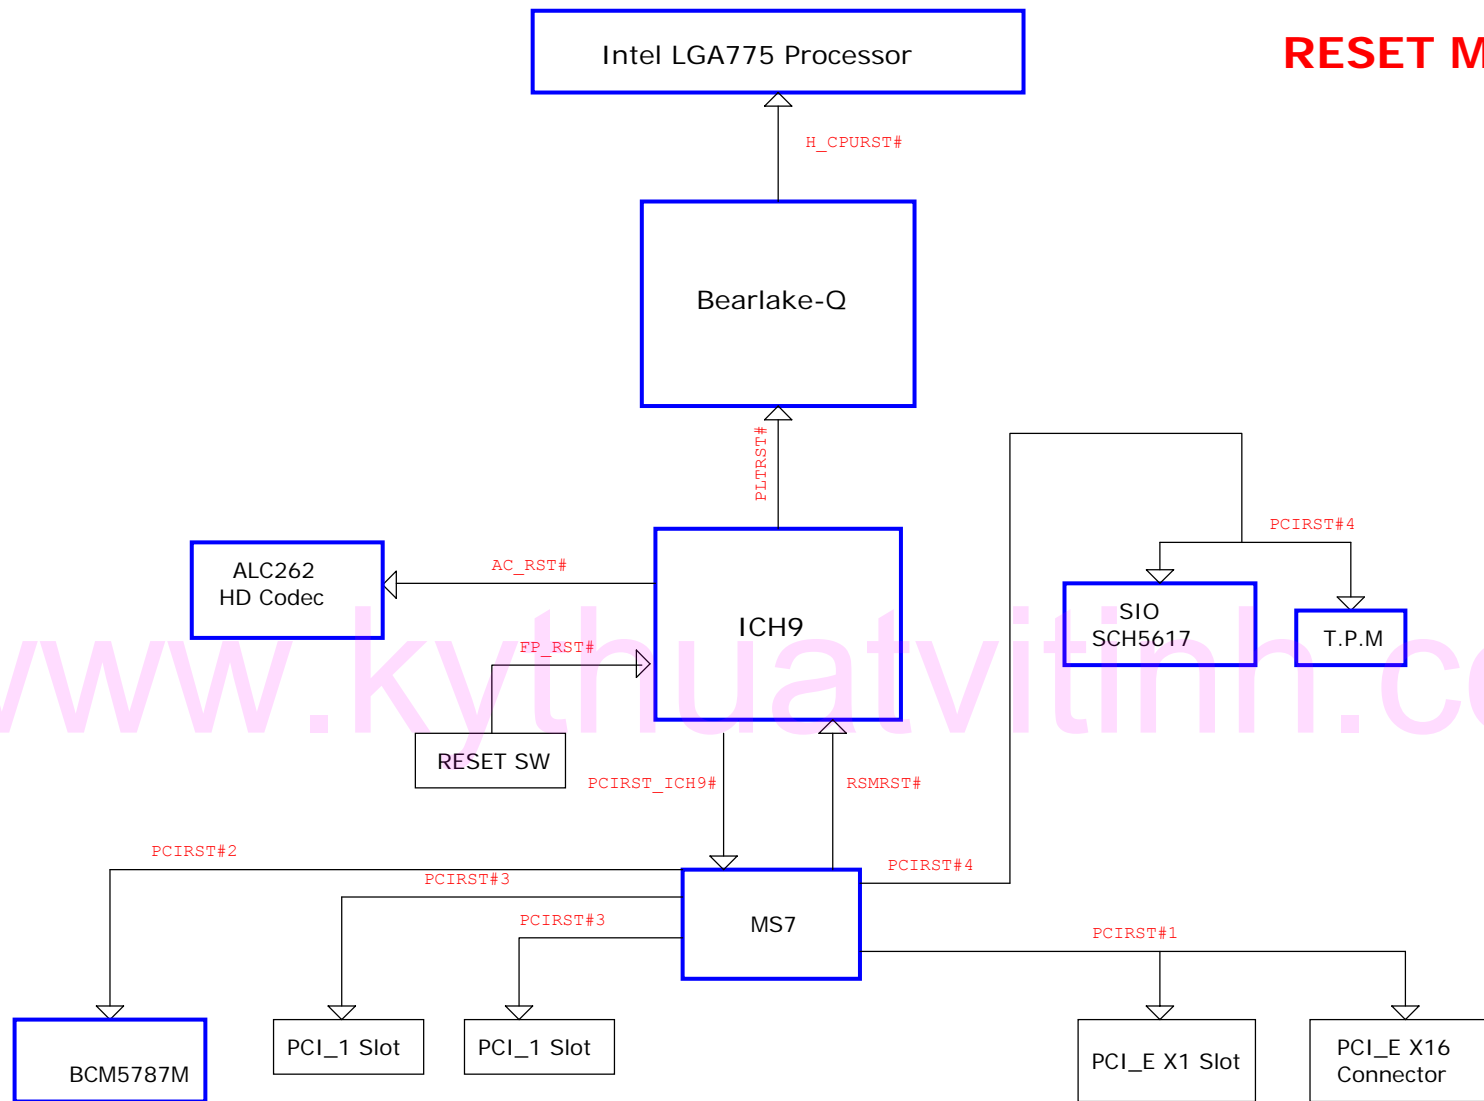 Intel LGA775 Processor
RESET M
H_CPURST#
Bearlake-Q
PLTRST#
PCIRST#4
AC_RST#
ALC262
HD Codec
ICH9
SIO
SCH5617
T.P.M
FP_RST#
www.kythuatvitinh.co
RESET SW
PCIRST_ICH9#
RSMRST#
PCIRST#2
PCIRST#3
PCIRST#4
PCIRST#3
MS7
PCIRST#1
BCM5787M
PCI_1 Slot
PCI_1 Slot
PCI_E X1 Slot
PCI_E X16
Connector